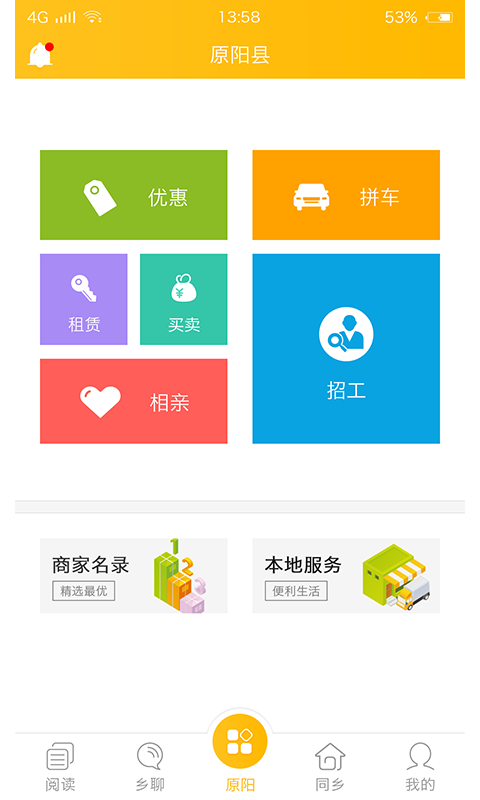 4G 13:58 53%
原阳县
优惠 拼车
租赁 买卖
招工
相亲
商家名录 本地服务
精选最优 便利生活
阅读 乡聊 原阳 同乡 我的